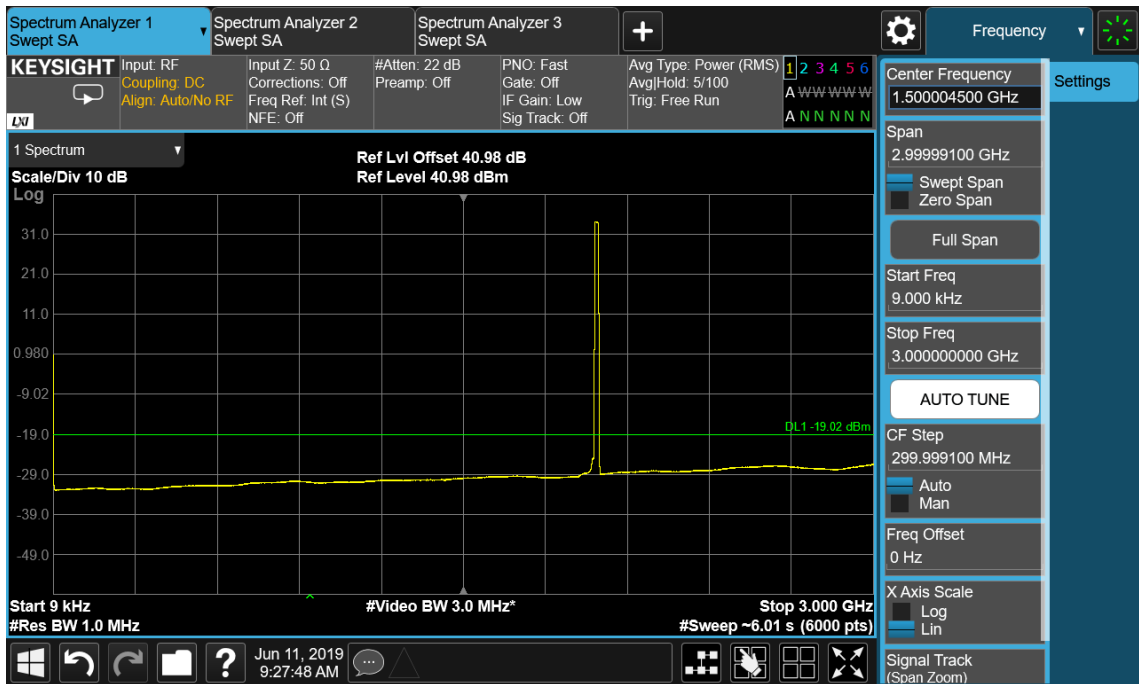 Spectrum Analyzer 1
Swept SA
Spectrum Analyzer 2
Swept SA
Spectrum Analyzer 3
Swept SA
Frequency
KEYSIGHT
LXI
Input: RF
Coupling: DC
Align: Auto/No RF
Input Z: 50 Ω
Corrections: Off
Freq Ref: Int (S)
NFE: Off
#Atten: 22 dB
Preamp: Off
PNO: Fast
Gate: Off
IF Gain: Low
Sig Track: Off
Avg Type: Power (RMS)
Avg|Hold: 5/100
Trig: Free Run
1 2 3 4 5 6
A W W W W W
A N N N N N
1 Spectrum
Scale/Div 10 dB
Log
Ref Lvl Offset 40.98 dB
Ref Level 40.98 dBm
31.0
21.0
11.0
0.980
-9.02
-19.0
-29.0
-39.0
-49.0
DL1 -19.02 dBm
Start 9 kHz
#Res BW 1.0 MHz
#Video BW 3.0 MHz*
Stop 3.000 GHz
#Sweep ~6.01 s (6000 pts)
Center Frequency
1.500004500 GHz
Span
2.99999100 GHz
Swept Span
Zero Span
Full Span
Start Freq
9.000 kHz
Stop Freq
3.000000000 GHz
AUTO TUNE
CF Step
299.999100 MHz
Auto
Man
Freq Offset
0 Hz
X Axis Scale
Log
Lin
Signal Track
(Span Zoom)
Settings
?
Jun 11, 2019
9:27:48 AM